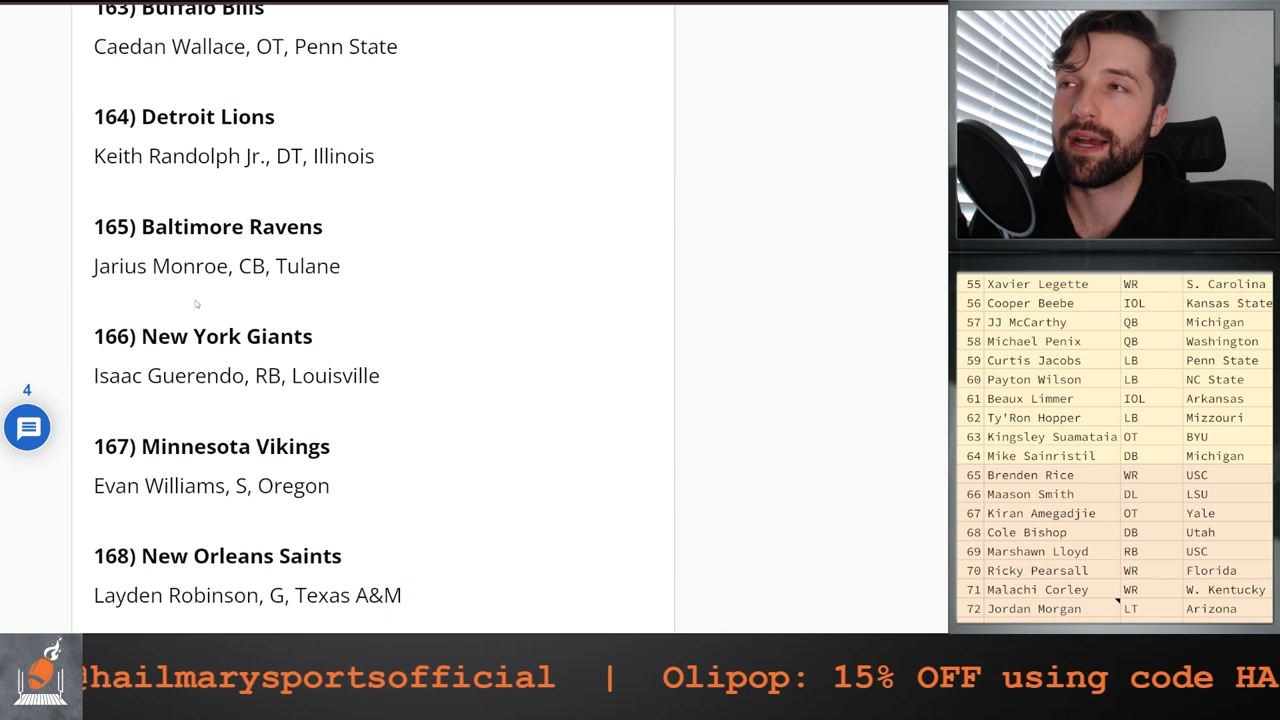 163) Buffalo Bills
Caedan Wallace, OT, Penn State
164) Detroit Lions
Keith Randolph Jr., DT, Illinois
165) Baltimore Ravens
Jarius Monroe, CB, Tulane
166) New York Giants
Isaac Guerendo, RB, Louisville
167) Minnesota Vikings
Evan Williams, S, Oregon
168) New Orleans Saints
Layden Robinson, G, Texas A&M
4
55 Xavier Legette WR S. Carolina
56 Cooper Beebe IOL Kansas State
57 JJ McCarthy QB Michigan
58 Michael Penix QB Washington
59 Curtis Jacobs LB Penn State
60 Payton Wilson LB NC State
61 Beaux Limmer IOL Arkansas
62 Ty'Ron Hopper LB Mizzouri
63 Kingsley Suamataia OT BYU
64 Mike Sainristil DB Michigan
65 Brenden Rice WR USC
66 Maason Smith DL LSU
67 Kiran Amegadjie OT Yale
68 Cole Bishop DB Utah
69 Marshawn Lloyd RB USC
70 Ricky Pearsall WR Florida
71 Malachi Corley WR W. Kentucky
72 Jordan Morgan LT Arizona
@hailmarysportsofficial | Olipop: 15% OFF using code HA